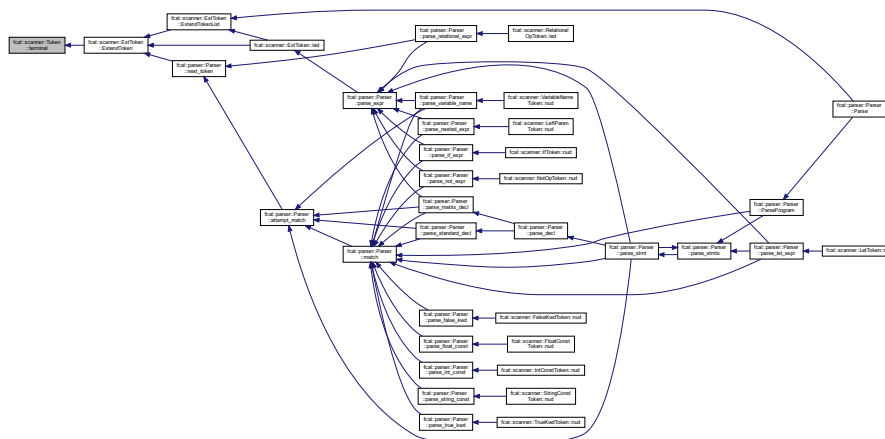 fcal::scanner::Token
::terminal
fcal::scanner::ExtToken
::ExtendToken
fcal::scanner::ExtToken
::ExtendTokenList
fcal::scanner::ExtToken::led
fcal::parser::Parser
::next_token
fcal::parser::Parser
::parse_relational_expr
fcal::scanner::Relational
OpToken::led
fcal::parser::Parser
::parse_expr
fcal::parser::Parser
::parse_variable_name
fcal::scanner::VariableName
Token::nud
fcal::parser::Parser
::parse_nested_expr
fcal::scanner::LeftParen
Token::nud
fcal::parser::Parser
::parse_if_expr
fcal::scanner::IfToken::nud
fcal::parser::Parser
::parse_not_expr
fcal::scanner::NotOpToken::nud
fcal::parser::Parser
::attempt_match
fcal::parser::Parser
::parse_matrix_decl
fcal::parser::Parser
::parse_standard_decl
fcal::parser::Parser
::parse_decl
fcal::parser::Parser
::match
fcal::parser::Parser
::parse_stmt
fcal::parser::Parser
::parse_stmts
fcal::parser::Parser
::parse_let_expr
fcal::scanner::LetToken::n
fcal::parser::Parser
::ParseProgram
fcal::parser::Parser
::Parse
fcal::parser::Parser
::parse_false_kwd
fcal::scanner::FalseKwdToken::nud
fcal::parser::Parser
::parse_float_const
fcal::scanner::FloatConst
Token::nud
fcal::parser::Parser
::parse_int_const
fcal::scanner::IntConstToken::nud
fcal::parser::Parser
::parse_string_const
fcal::scanner::StringConst
Token::nud
fcal::parser::Parser
::parse_true_kwd
fcal::scanner::TrueKwdToken::nud